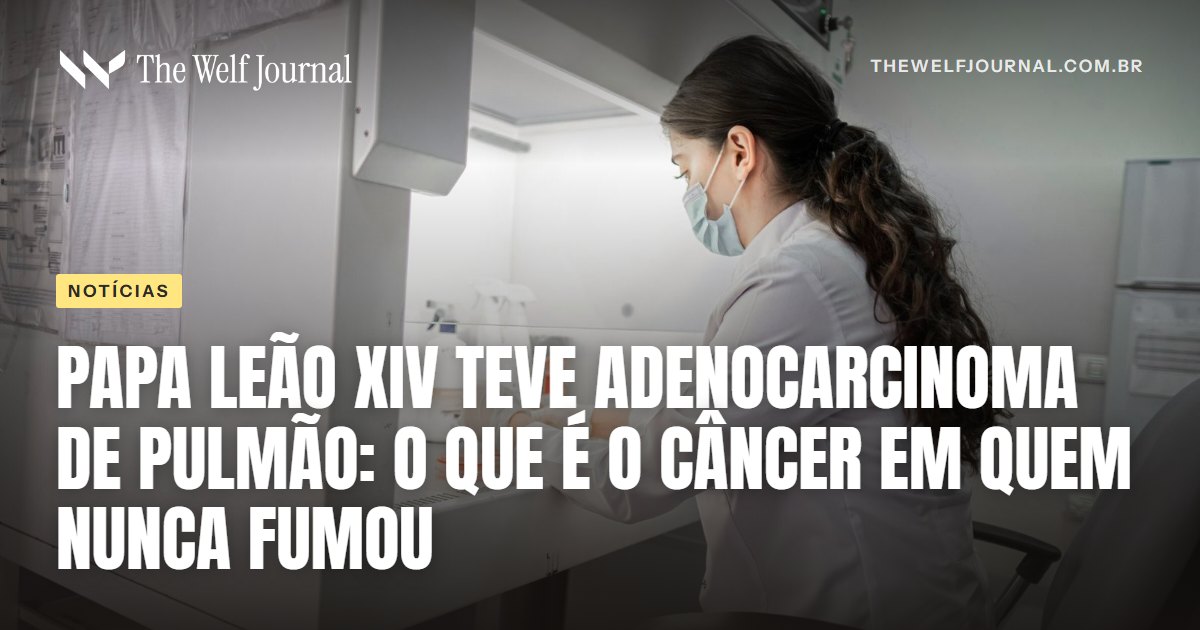 The Welf Journal
THEWELFJOURNAL.COM.BR
NOTÍCIAS
PAPA LEÃO XIV TEVE ADENOCARCINOMA
DE PULMÃO: O QUE É O CÂNCER EM QUEM
NUNCA FUMOU